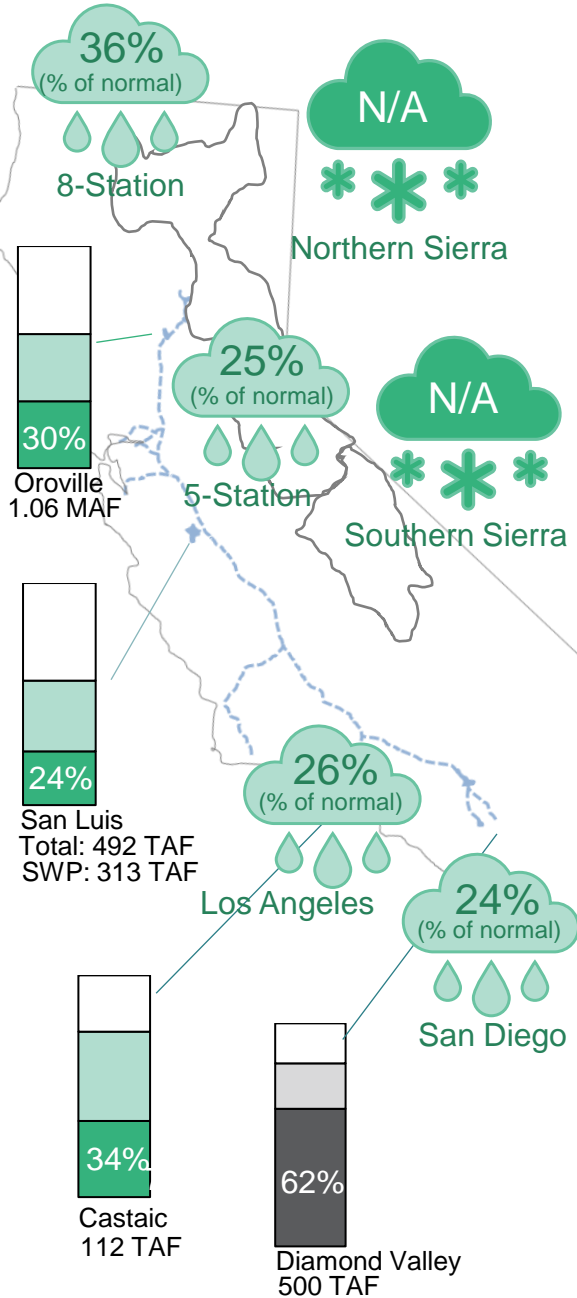 36%
(% of normal)
8-Station
N/A
Northern Sierra
30%
Oroville
1.06 MAF
25%
(% of normal)
5-Station
N/A
Southern Sierra
24%
San Luis
Total: 492 TAF
SWP: 313 TAF
26%
(% of normal)
Los Angeles
24%
(% of normal)
San Diego
34%
Castaic
112 TAF
62%
Diamond Valley
500 TAF